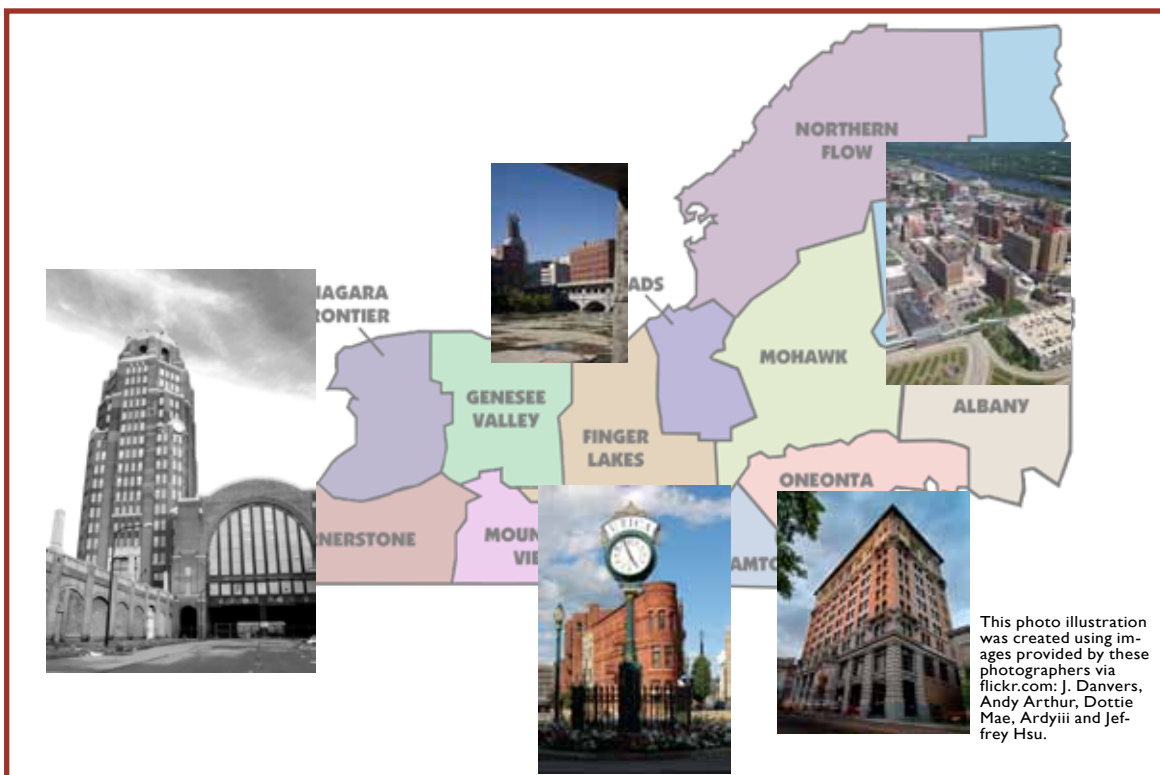 NORTHERN
FLOW
IAGARA
RONTIER
ADS
MOHAWK
GENESEE
VALLEY
ALBANY
FINGER
LAKES
ONEONTA
RNERSTONE
MOUN
VIE
AMTO
UTICA
This photo illustration
was created using im-
ages provided by these
photographers via
flickr.com: J. Danvers,
Andy Arthur, Dottie
Mae, Ardyiii and Jef-
frey Hsu.